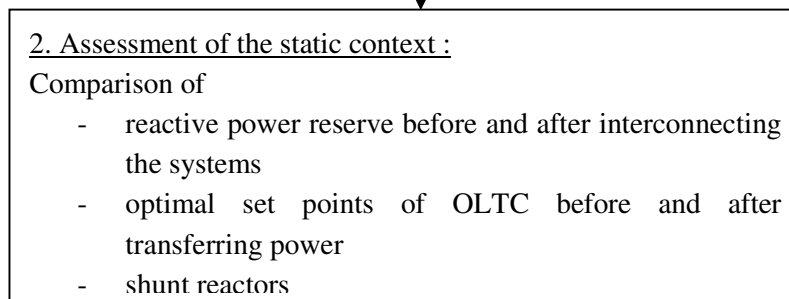 2. Assessment of the static context :
Comparison of
- reactive power reserve before and after interconnecting
the systems
- optimal set points of OLTC before and after
transferring power
- shunt reactors